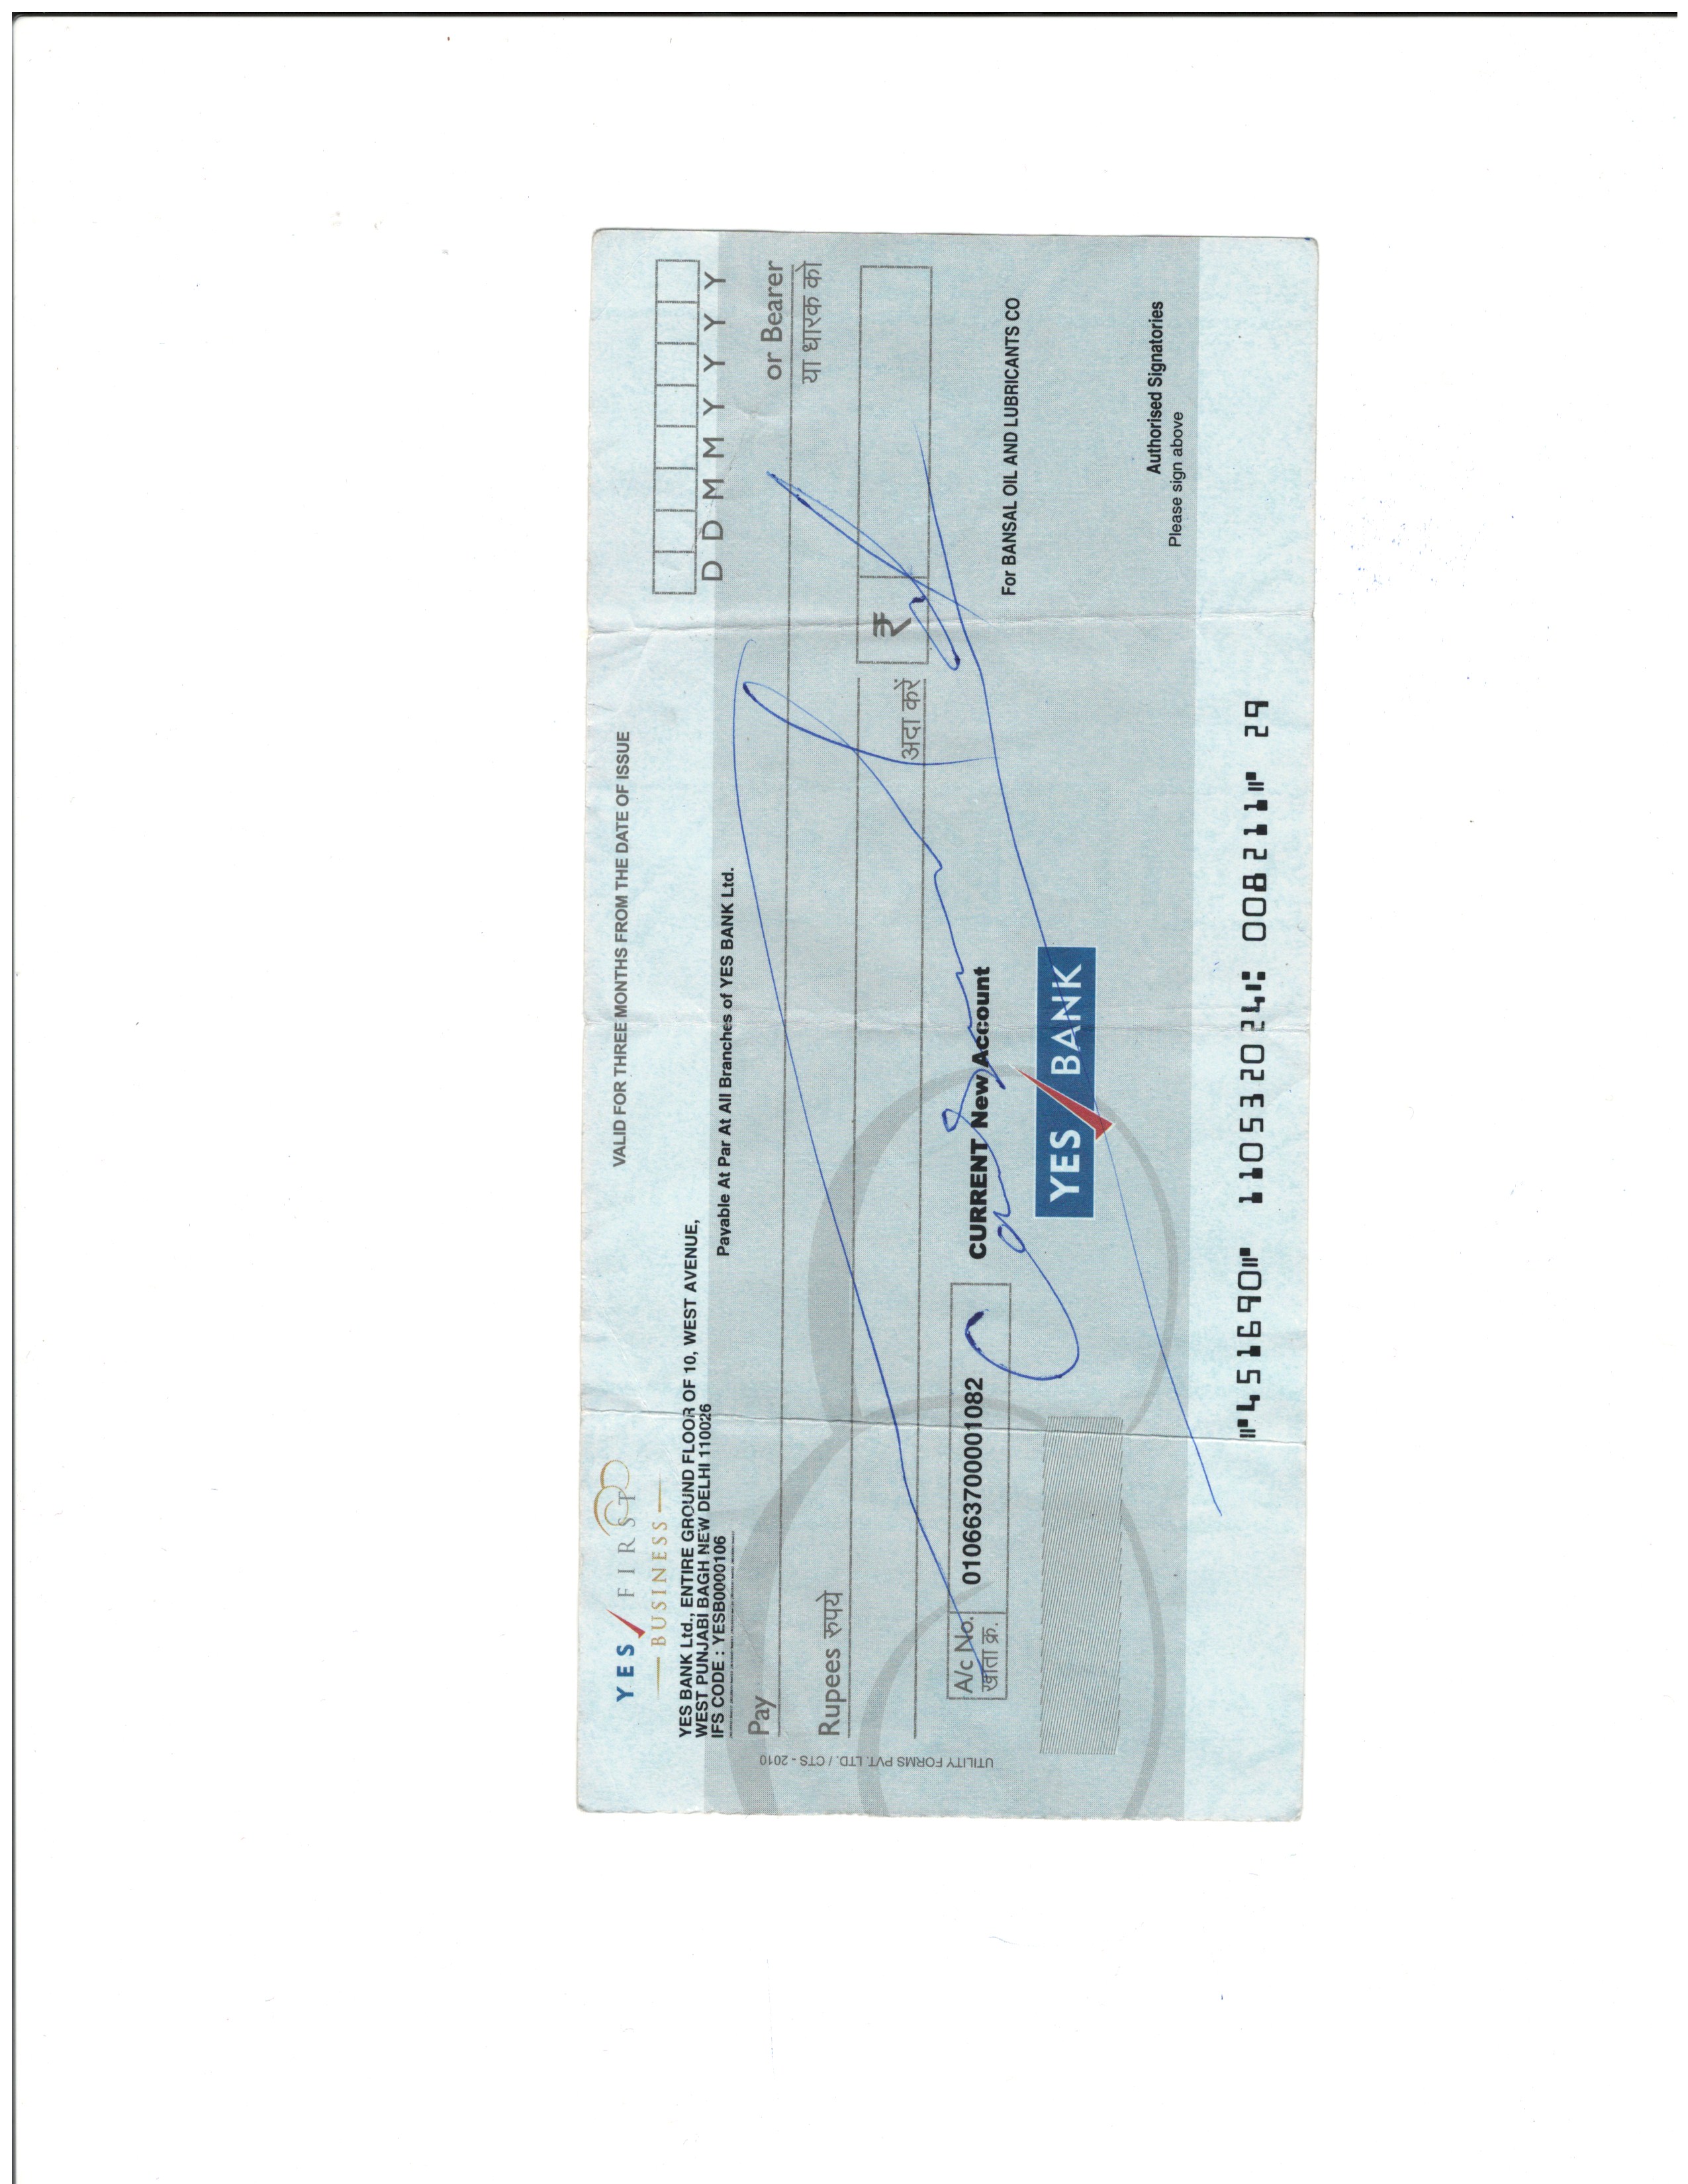 YES FIRST
BUSINESS
VALID FOR THREE MONTHS FROM THE DATE OF ISSUE
YES BANK Ltd., ENTIRE GROUND FLOOR OF 10, WEST AVENUE,
WEST PUNJABI BAGH NEW DELHI 110026
IFS CODE : YESB0000106
Payable At Par At All Branches of YES BANK Ltd.
D D M M Y Y Y Y
Pay
or Bearer
या धारक को
Rupees रुपये
अदा करें
₹
A/c No.
खाता क्र.
010663700001082
CURRENT New Account
Cancel
For BANSAL OIL AND LUBRICANTS CO
YES BANK
Authorised Signatories
Please sign above
UTILITY FORMS PVT. LTD. / CTS - 2010
⑈451690⑈ 110532024⑆ 008211⑈ 29